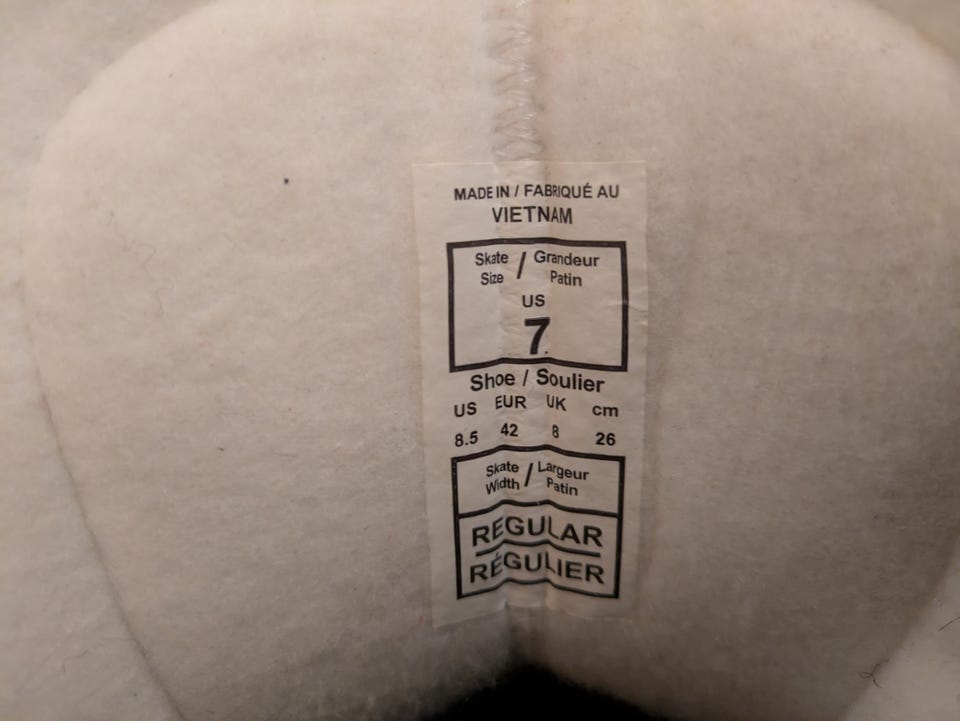 MADE IN / FABRIQUÉ AU
VIETNAM
Skate Size / Grandeur Patin
US
7
Shoe / Soulier
US EUR UK cm
8.5 42 8 26
Skate Width / Largeur Patin
REGULAR
RÉGULIER